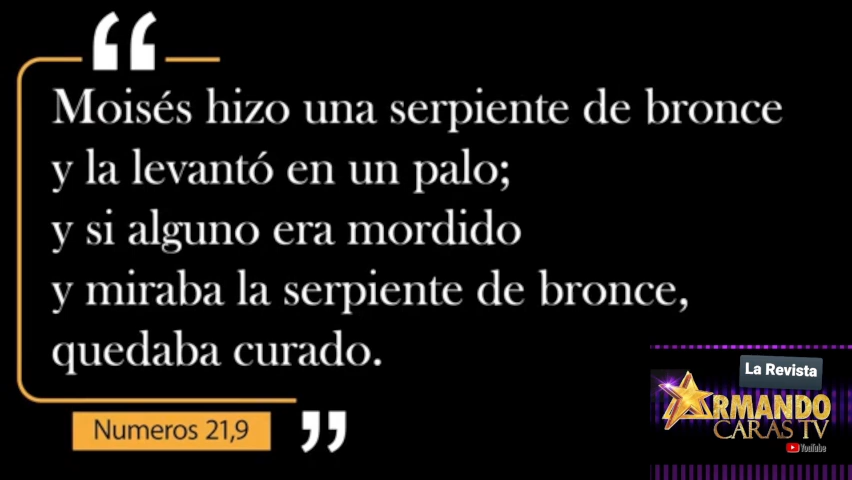 “
Moisés hizo una serpiente de bronce
y la levantó en un palo;
y si alguno era mordido
y miraba la serpiente de bronce,
quedaba curado.
Numeros 21,9
”
La Revista
ARMANDO
CARAS TV
YouTube